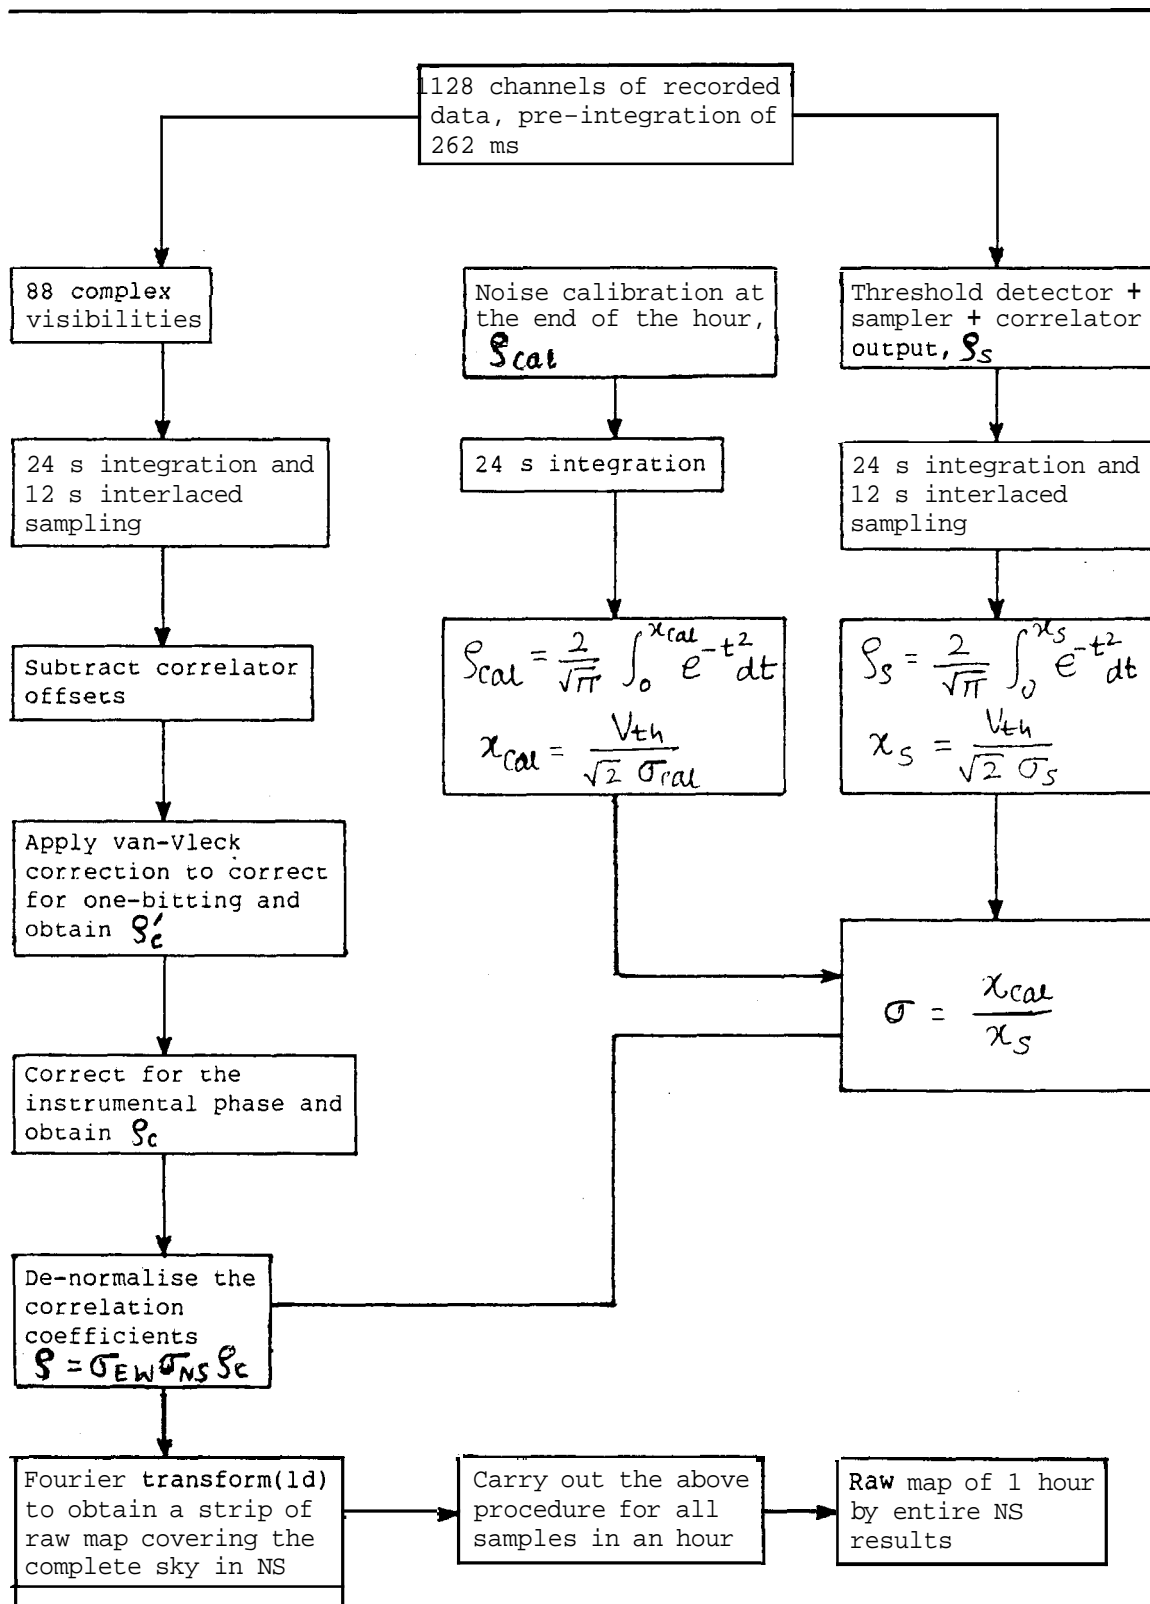 1128 channels of recorded
data, pre-integration of
262 ms
88 complex
visibilities
Noise calibration at
the end of the hour,
ρcal
Threshold detector +
sampler + correlator
output, ρs
24 s integration and
12 s interlaced
sampling
24 s integration
24 s integration and
12 s interlaced
sampling
Subtract correlator
offsets
ρcal = 2/√π ∫₀^xcal e^-t² dt
xcal = Vth / √2 σcal
ρs = 2/√π ∫₀^xs e^-t² dt
xs = Vth / √2 σs
Apply van-Vleck
correction to correct
for one-bitting and
obtain ρ'c
σ = xcal / xs
Correct for the
instrumental phase and
obtain ρc
De-normalise the
correlation
coefficients
ρ = σEW σNS ρc
Fourier transform(ld)
to obtain a strip of
raw map covering the
complete sky in NS
Carry out the above
procedure for all
samples in an hour
Raw map of 1 hour
by entire NS
results